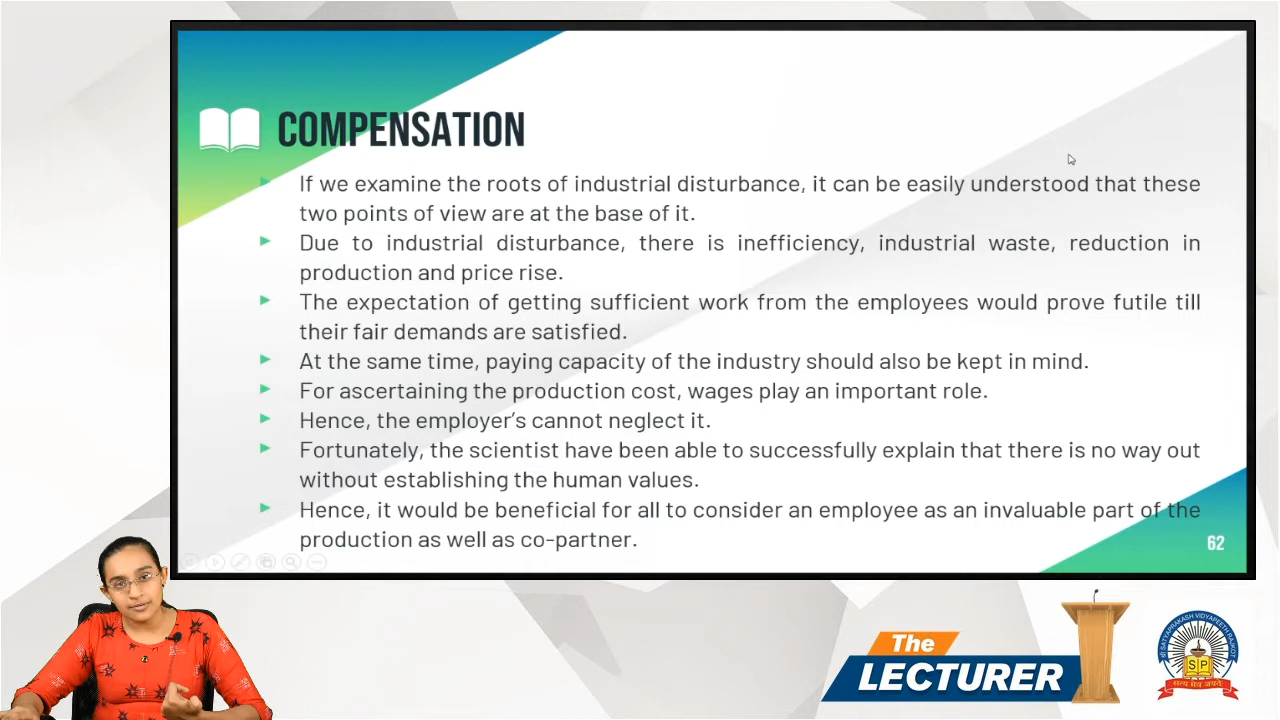 COMPENSATION
If we examine the roots of industrial disturbance, it can be easily understood that these
two points of view are at the base of it.
Due to industrial disturbance, there is inefficiency, industrial waste, reduction in
production and price rise.
The expectation of getting sufficient work from the employees would prove futile till
their fair demands are satisfied.
At the same time, paying capacity of the industry should also be kept in mind.
For ascertaining the production cost, wages play an important role.
Hence, the employer's cannot neglect it.
Fortunately, the scientist have been able to successfully explain that there is no way out
without establishing the human values.
Hence, it would be beneficial for all to consider an employee as an invaluable part of the
production as well as co-partner.
62
The
LECTURER
SHREE SATYAPRAKASH VIDYAPEETH RAJKOT
S P
सत्य मेव जयते